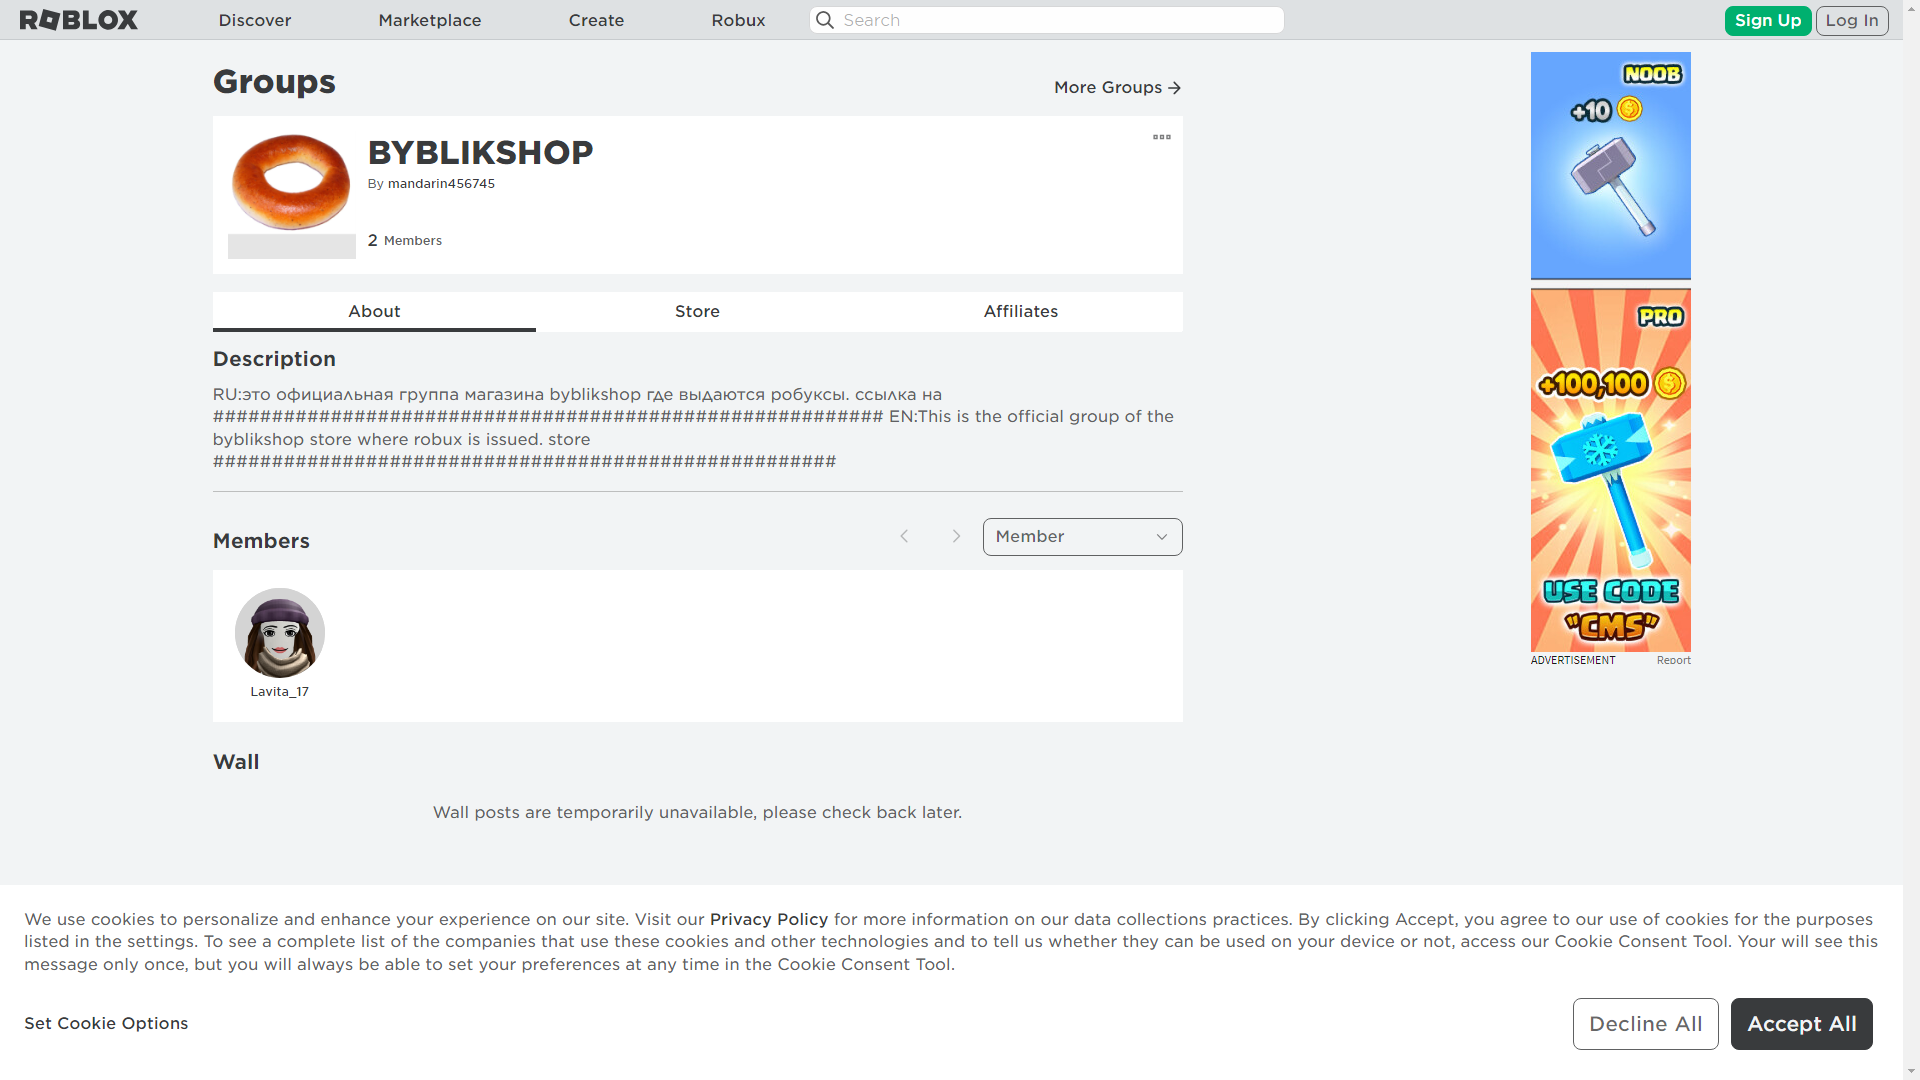 ROBLOX Discover Marketplace Create Robux Search Sign Up Log In
Groups
More Groups
BYBLIKSHOP
By mandarin456745
2 Members
About Store Affiliates
Description
RU:это официальная группа магазина byblikshop где выдаются робуксы. ссылка на
######################################################### EN:This is the official group of the
byblikshop store where robux is issued. store
#####################################################
Members
Member
Lavita_17
Wall
Wall posts are temporarily unavailable, please check back later.
NOOB
+10
PRO
+100,100
USE CODE
"CMS"
ADVERTISEMENT Report
We use cookies to personalize and enhance your experience on our site. Visit our Privacy Policy for more information on our data collections practices. By clicking Accept, you agree to our use of cookies for the purposes
listed in the settings. To see a complete list of the companies that use these cookies and other technologies and to tell us whether they can be used on your device or not, access our Cookie Consent Tool. Your will see this
message only once, but you will always be able to set your preferences at any time in the Cookie Consent Tool.
Set Cookie Options
Decline All
Accept All